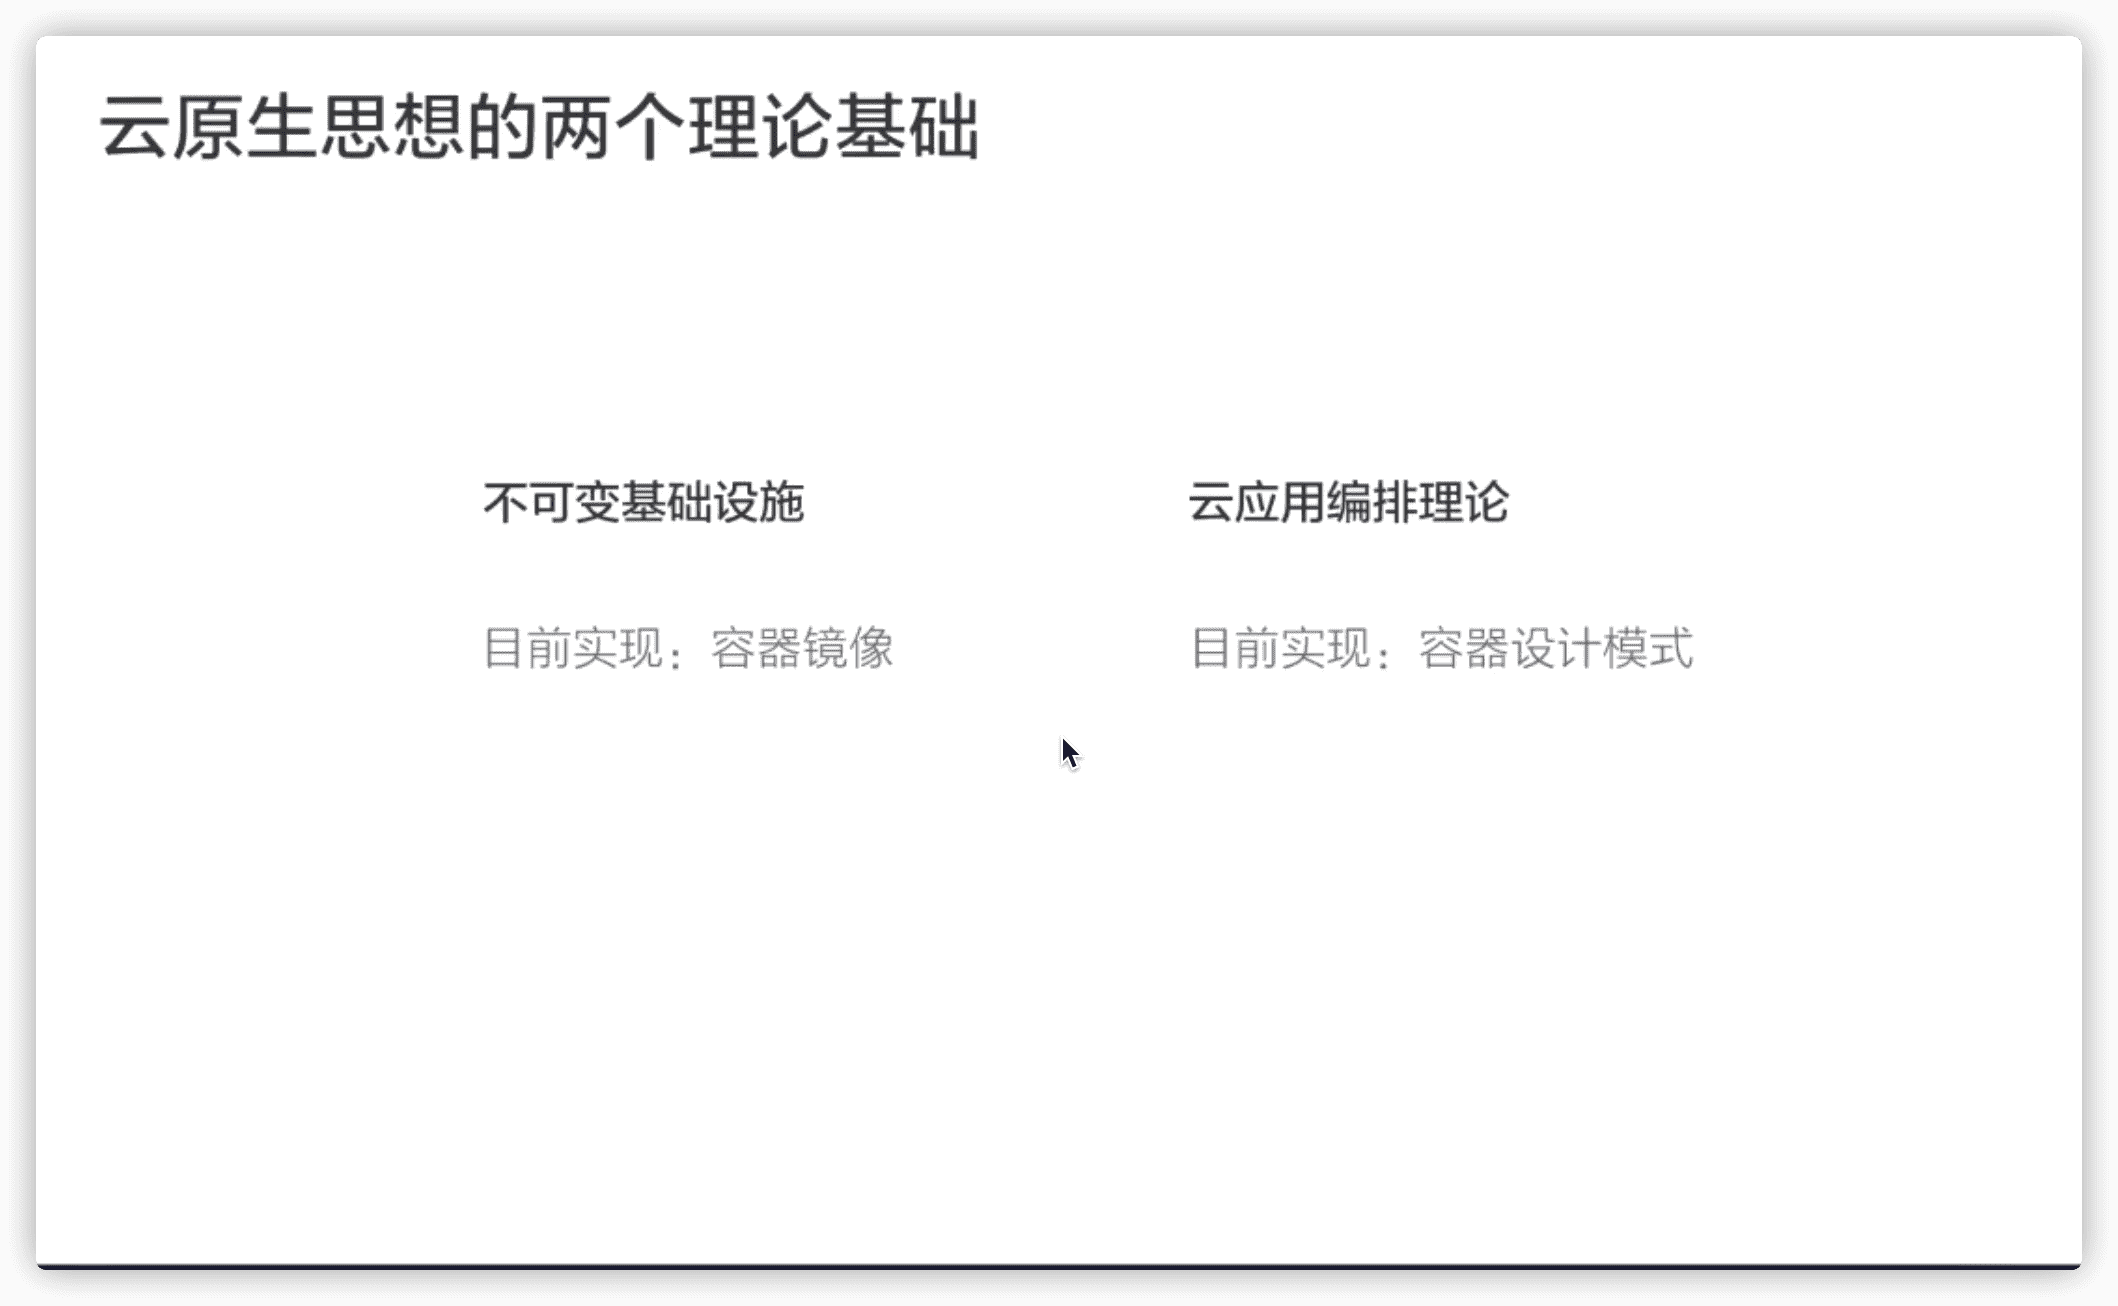 云原生思想的两个理论基础
不可变基础设施
目前实现：容器镜像
云应用编排理论
目前实现：容器设计模式